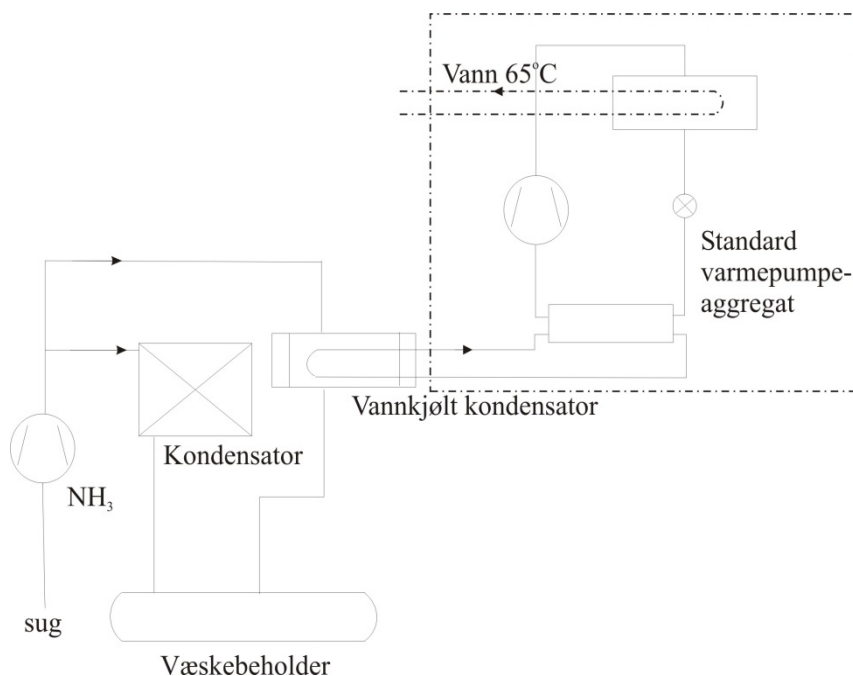 Vann 65°C
Standard
varmepumpe-
aggregat
Vannkjølt kondensator
Kondensator
NH₃
sug
Væskebeholder